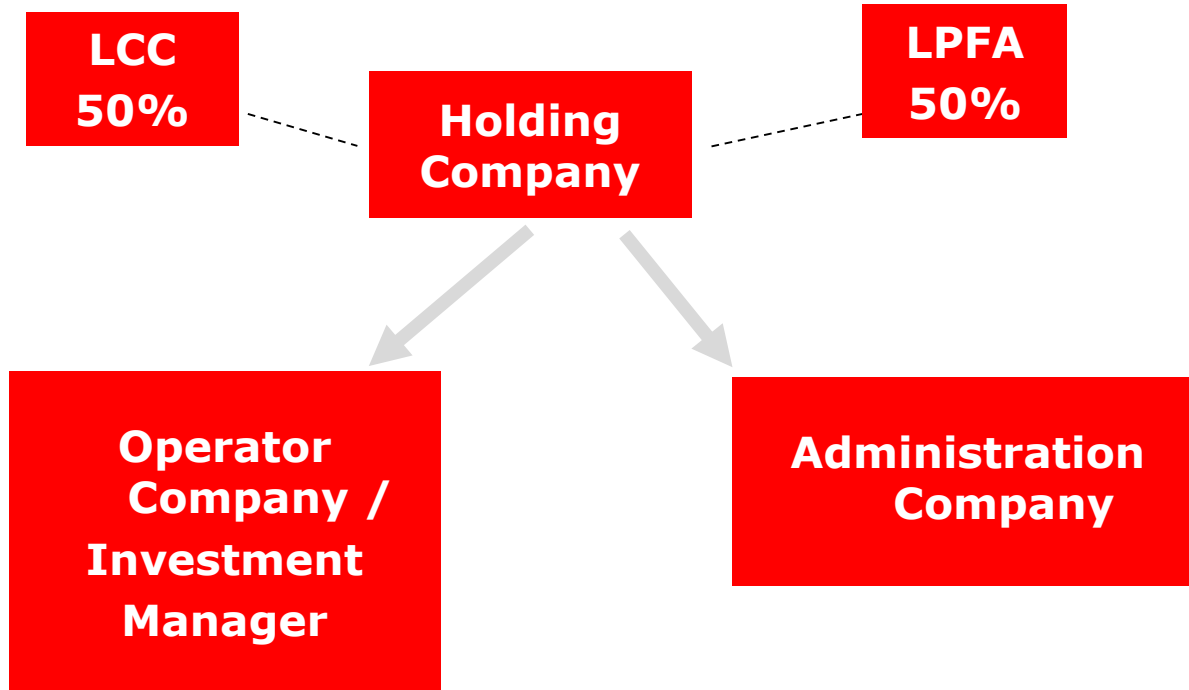 LCC
50%
Holding
Company
LPFA
50%
Operator
Company /
Investment
Manager
Administration
Company